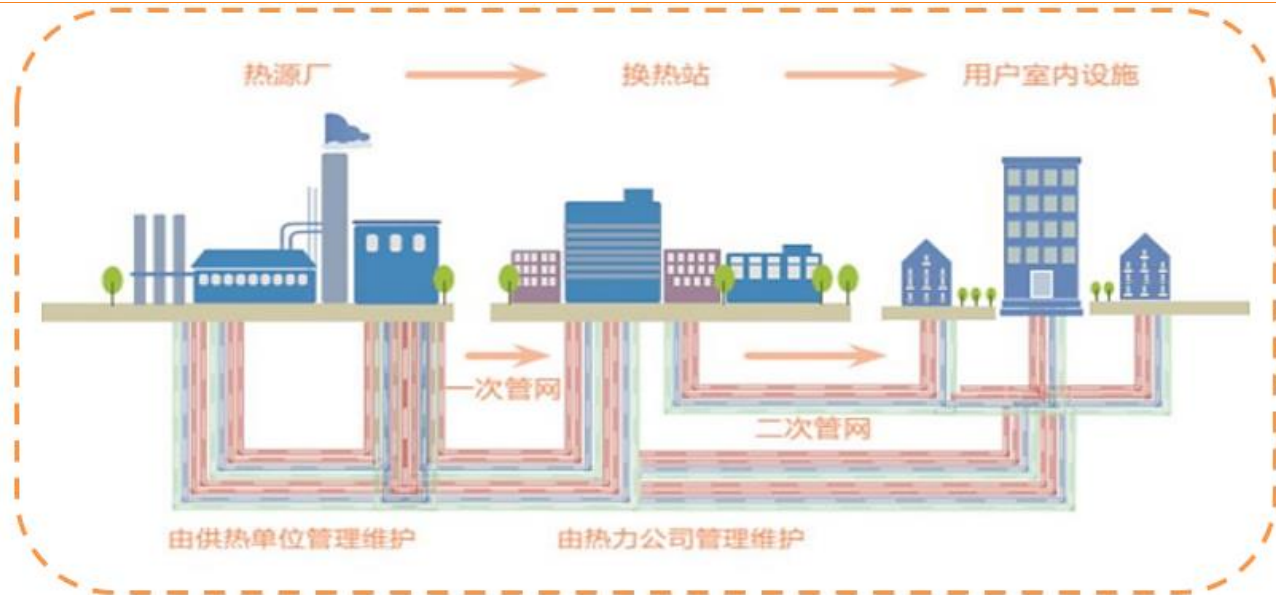 热源厂
换热站
用户室内设施
一次管网
二次管网
由供热单位管理维护
由热力公司管理维护